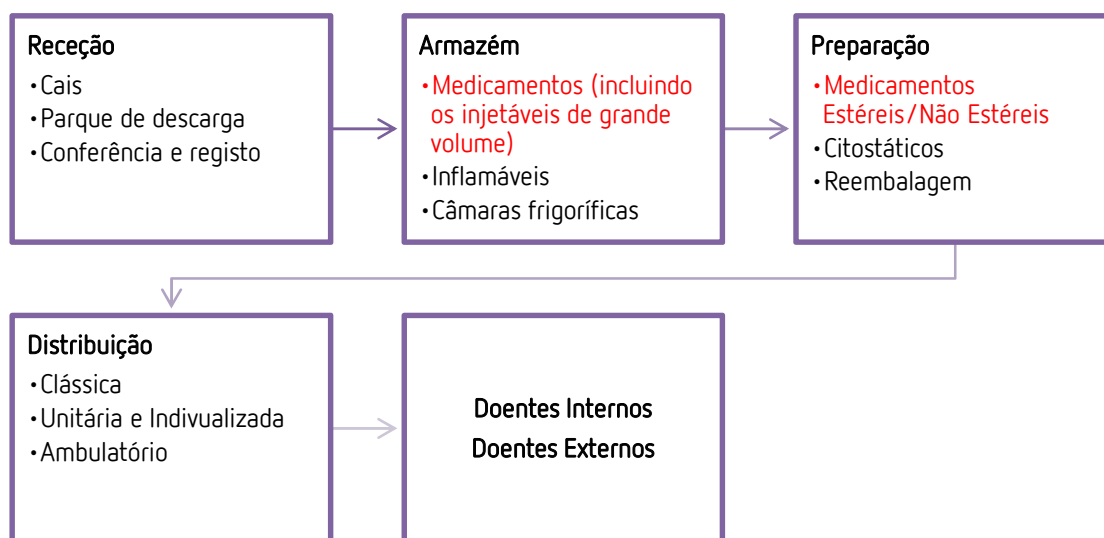 Receção
•Cais
•Parque de descarga
•Conferência e registo
Armazém
•Medicamentos (incluindo
os injetáveis de grande
volume)
•Inflamáveis
•Câmaras frigoríficas
Preparação
•Medicamentos
Estéreis/Não Estéreis
•Citostáticos
•Reembalagem
Distribuição
•Clássica
•Unitária e Indivualizada
•Ambulatório
Doentes Internos
Doentes Externos